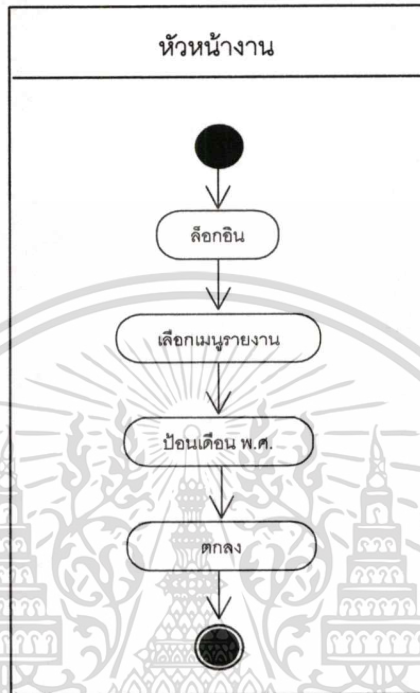 หัวหน้างาน
ล็อกอิน
เลือกเมนูรายงาน
ป้อนเดือน พ.ศ.
ตกลง